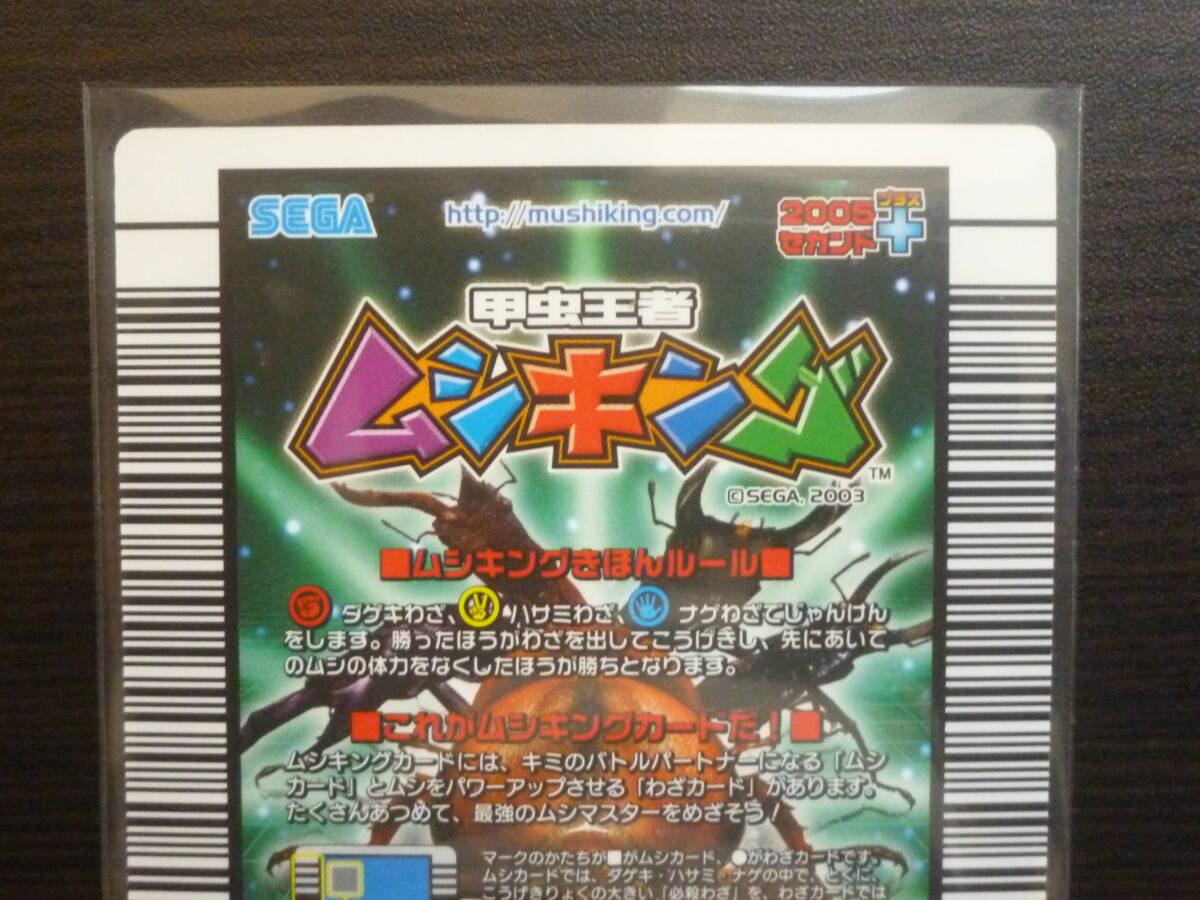 SEGA
http://mushiking.com/
2005 プラス
セカンド +
甲虫王者
ムシキング
TM
©SEGA, 2003
■ムシキングきほんルール■
ダゲキわざ、 ハサミわざ、 ナゲわざでじゃんけん
をします。勝ったほうがわざを出してこうげきし、先にあいて
のムシの体力をなくしたほうが勝ちとなります。
■これがムシキングカードだ!■
ムシキングカードには、キミのバトルパートナーになる「ムシ
カード」とムシをパワーアップさせる「わざカード」があります。
たくさんあつめて、最強のムシマスターをめざそう!
マークのかたちが■がムシカード、●がわざカードです。
ムシカードでは、ダゲキ・ハサミ・ナゲの中で、とくに、
こうげきりょくの大きい「必殺わざ」を、わざカードでは